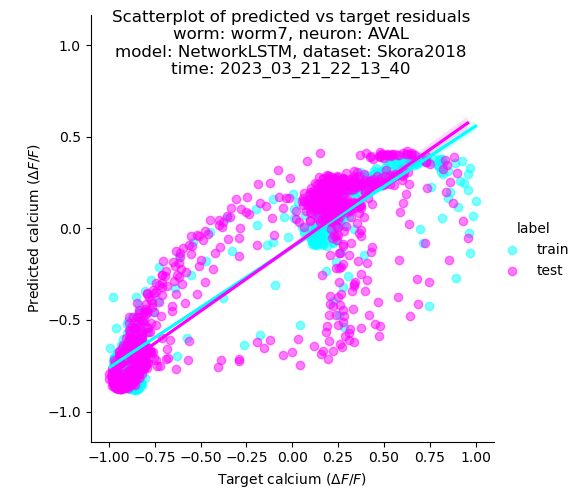 Scatterplot of predicted vs target residuals
worm: worm7, neuron: AVAL
model: NetworkLSTM, dataset: Skora2018
time: 2023_03_21_22_13_40
1.0
0.5
0.0
−0.5
−1.0
Predicted calcium (ΔF/F)
label
train
test
−1.00 −0.75 −0.50 −0.25 0.00 0.25 0.50 0.75 1.00
Target calcium (ΔF/F)